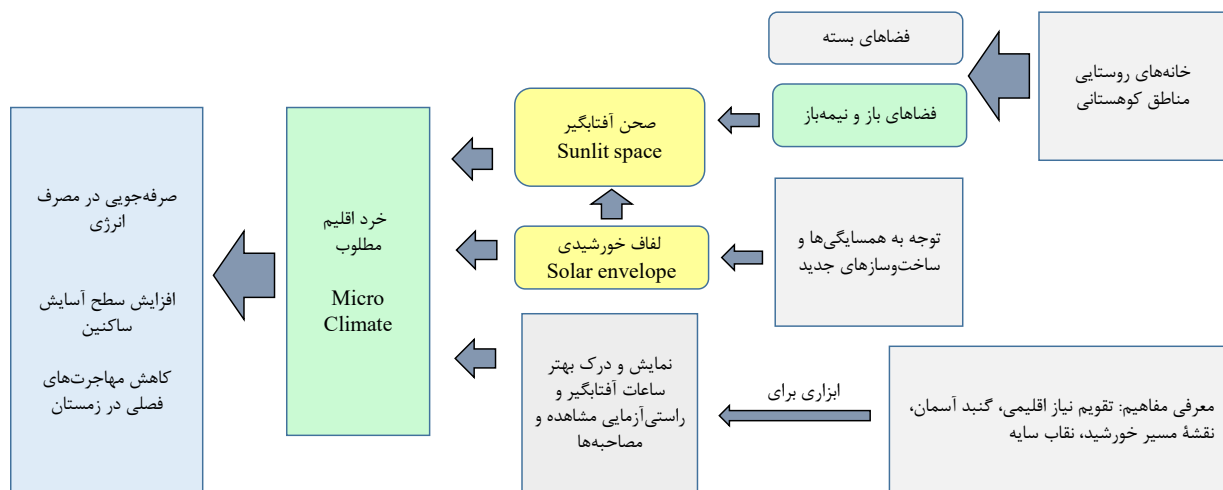 خانه‌های روستایی
مناطق کوهستانی
فضاهای بسته
فضاهای باز و نیمه‌باز
صحن آفتابگیر
Sunlit space
توجه به همسایگی‌ها و
ساخت‌وسازهای جدید
لفاف خورشیدی
Solar envelope
معرفی مفاهیم: تقویم نیاز اقلیمی، گنبد آسمان،
نقشهٔ مسیر خورشید، نقاب سایه
ابزاری برای
نمایش و درک بهتر
ساعات آفتابگیر و
راستی‌آزمایی مشاهده و
مصاحبه‌ها
خرد اقلیم
مطلوب
Micro
Climate
صرفه‌جویی در مصرف
انرژی
افزایش سطح آسایش
ساکنین
کاهش مهاجرت‌های
فصلی در زمستان